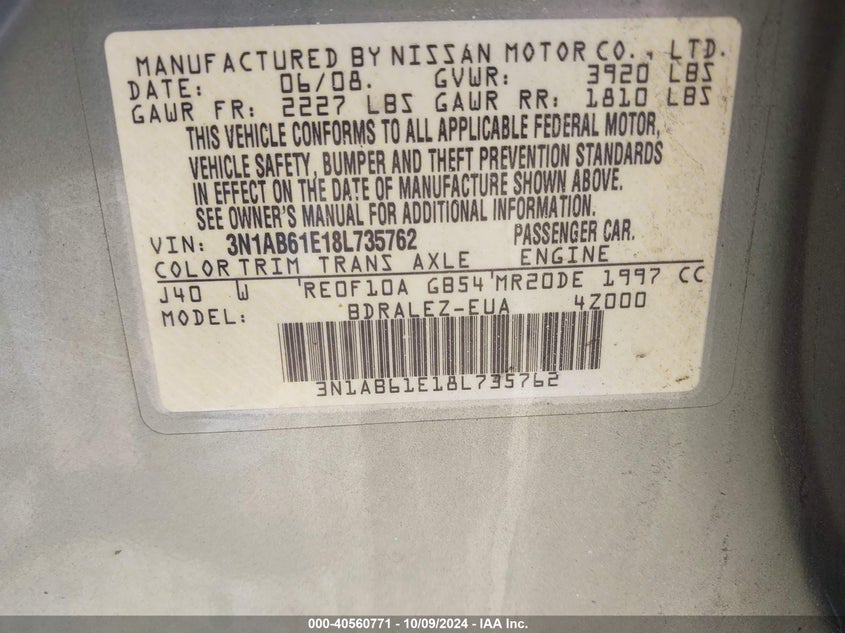 MANUFACTURED BY NISSAN MOTOR CO., LTD.
DATE: 06/08. GVWR: 3920 LBS
GAWR FR: 2227 LBS GAWR RR: 1810 LBS
THIS VEHICLE CONFORMS TO ALL APPLICABLE FEDERAL MOTOR,
VEHICLE SAFETY, BUMPER AND THEFT PREVENTION STANDARDS
IN EFFECT ON THE DATE OF MANUFACTURE SHOWN ABOVE.
SEE OWNER'S MANUAL FOR ADDITIONAL INFORMATION.
VIN: 3N1AB61E18L735762 PASSENGER CAR.
COLOR TRIM TRANS AXLE ENGINE
J40 W 'RE0F10A GB54'MR20DE 1997 CC
MODEL: BDRALEZ-EUA 4Z000
3N1AB61E18L735762
000-40560771 - 10/09/2024 - IAA Inc.